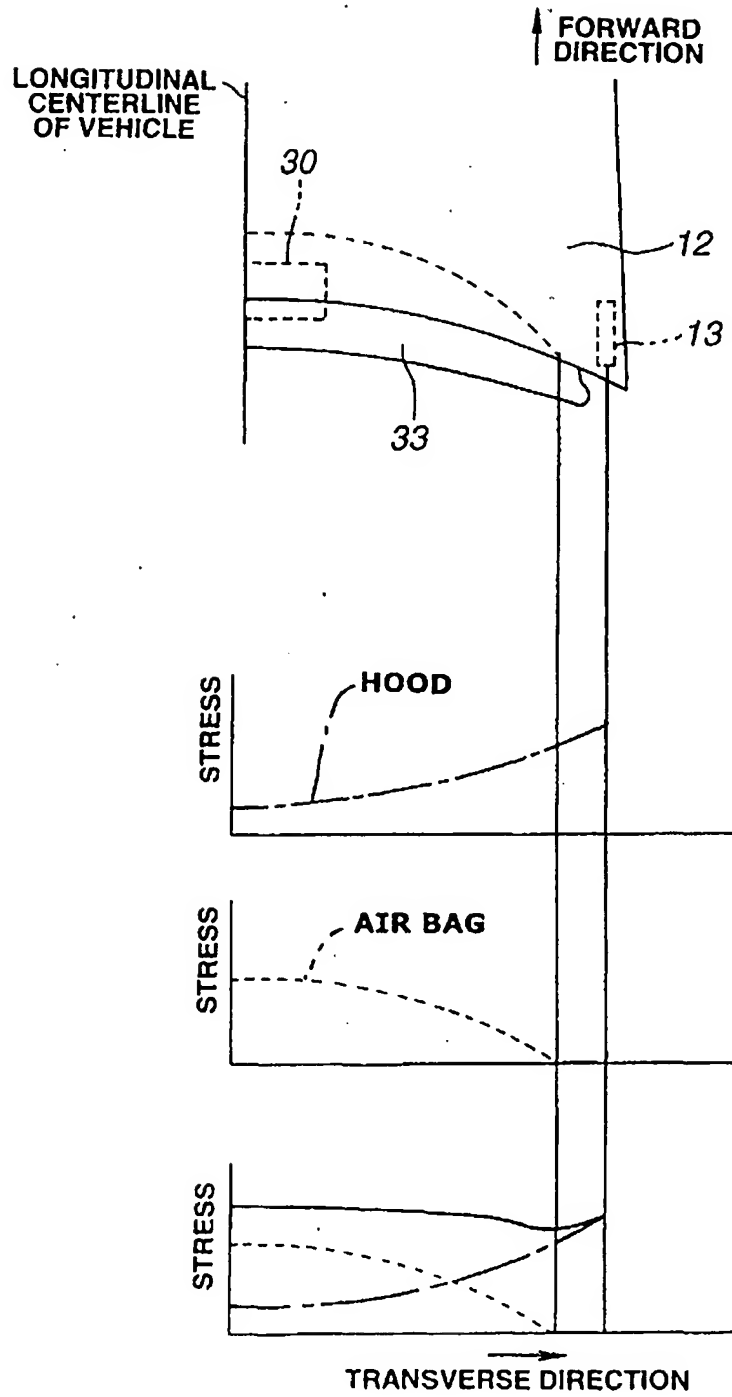 FORWARD
DIRECTION
LONGITUDINAL
CENTERLINE
OF VEHICLE
30
12
13
33
STRESS
HOOD
STRESS
AIR BAG
STRESS
TRANSVERSE DIRECTION